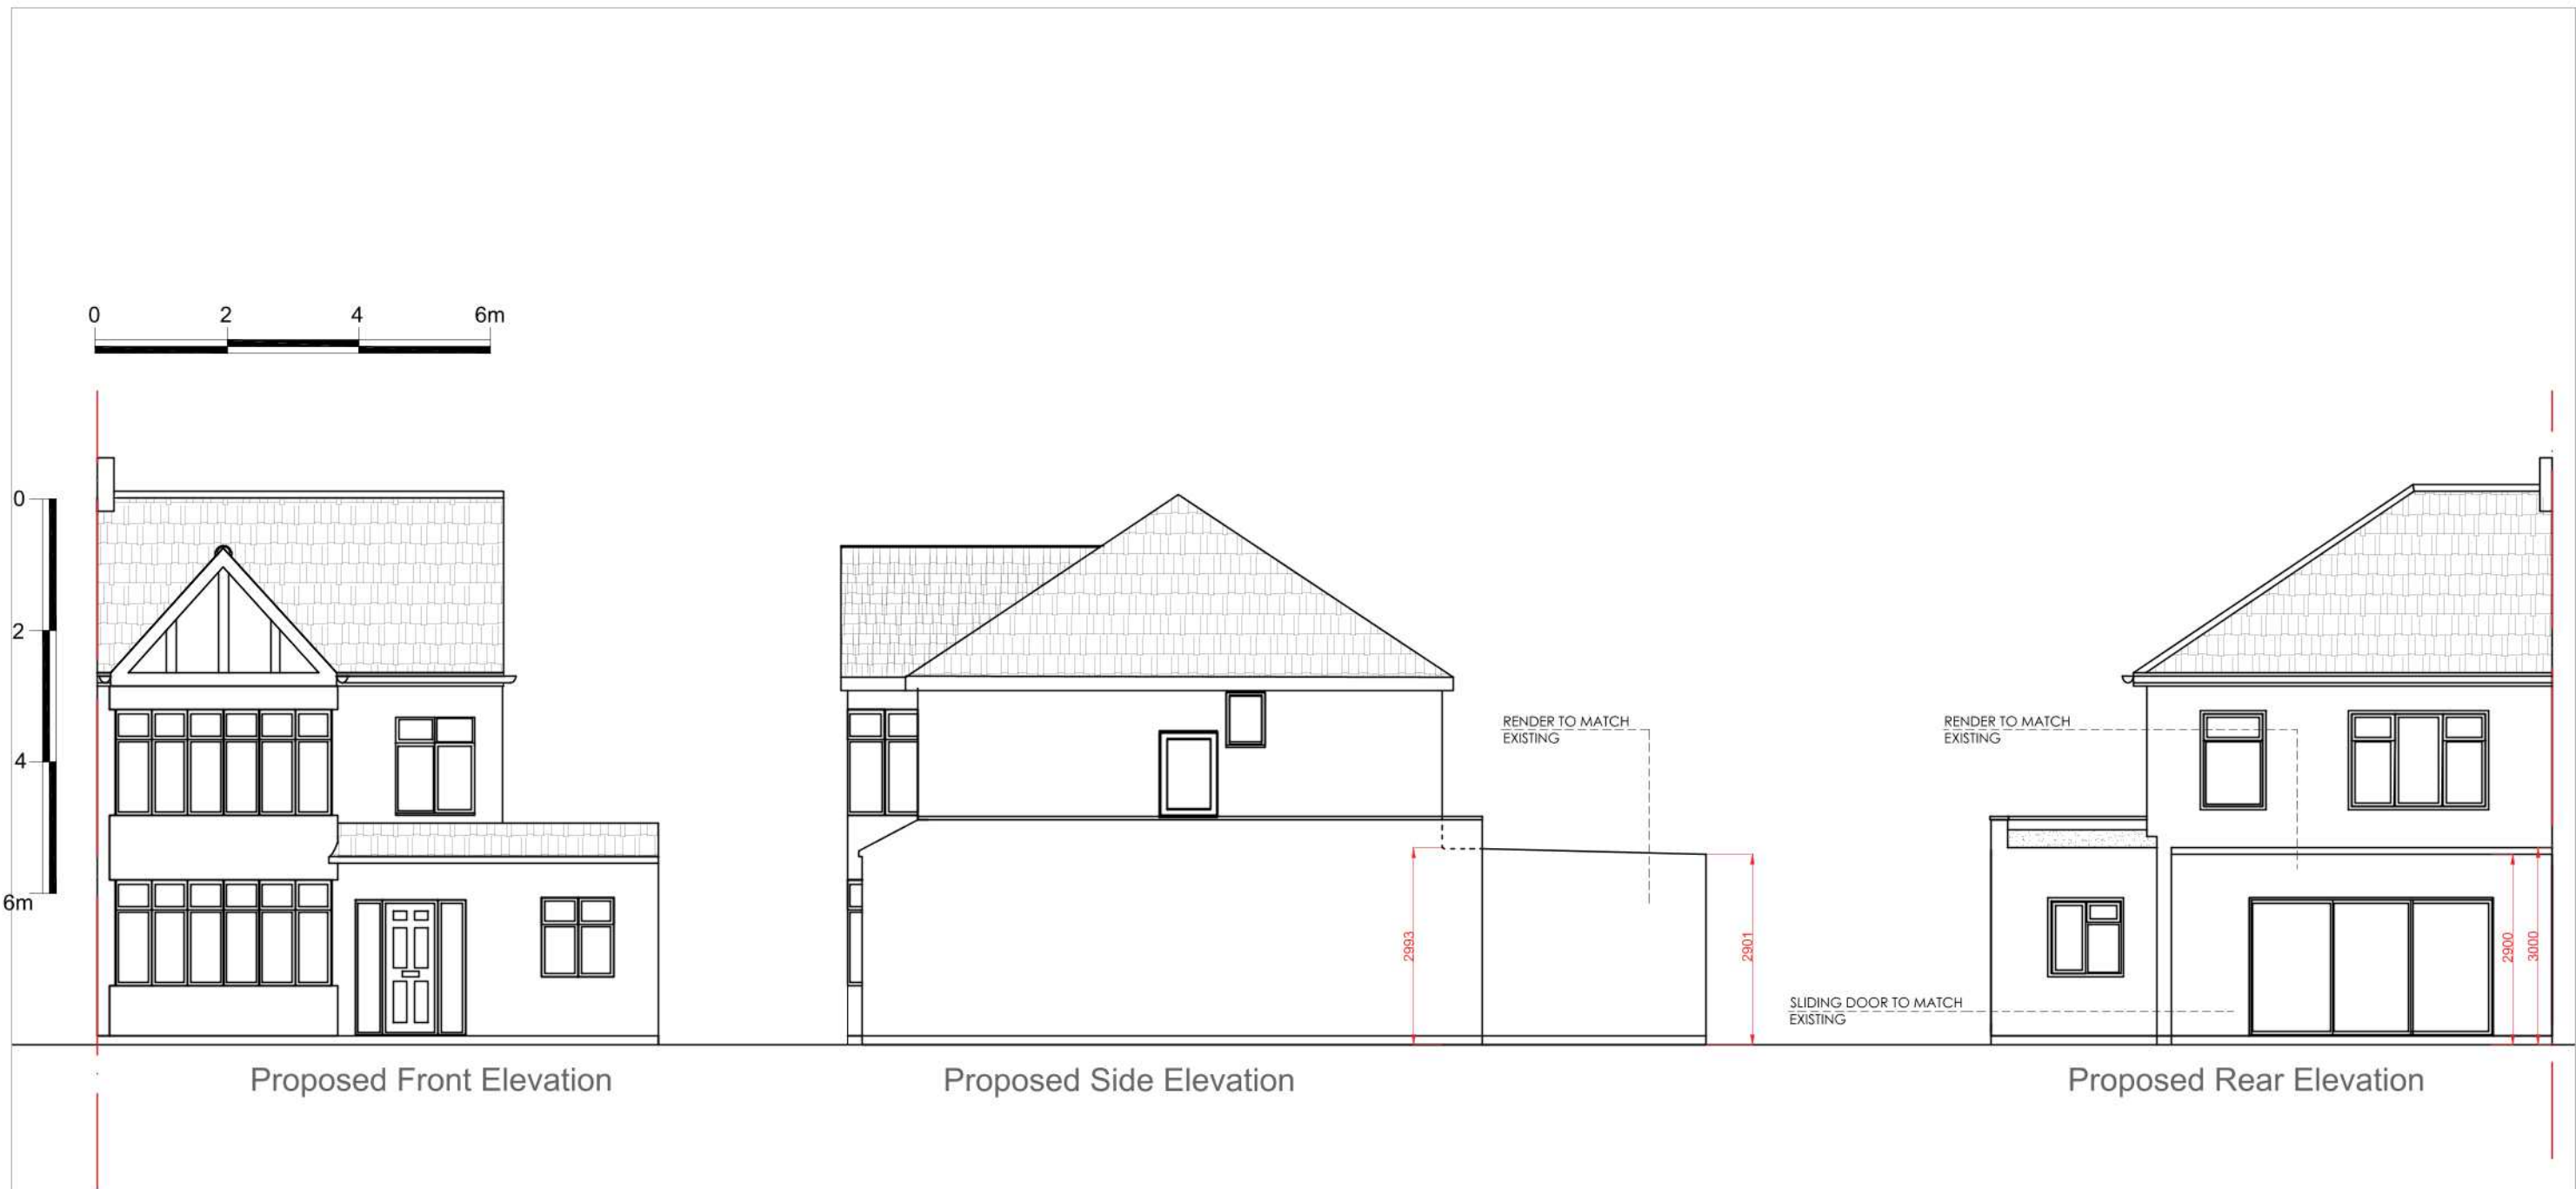 0 2 4 6m
0
2
4
6m
RENDER TO MATCH
EXISTING
2993
2901
RENDER TO MATCH
EXISTING
SLIDING DOOR TO MATCH
EXISTING
2900
3000
Proposed Front Elevation
Proposed Side Elevation
Proposed Rear Elevation